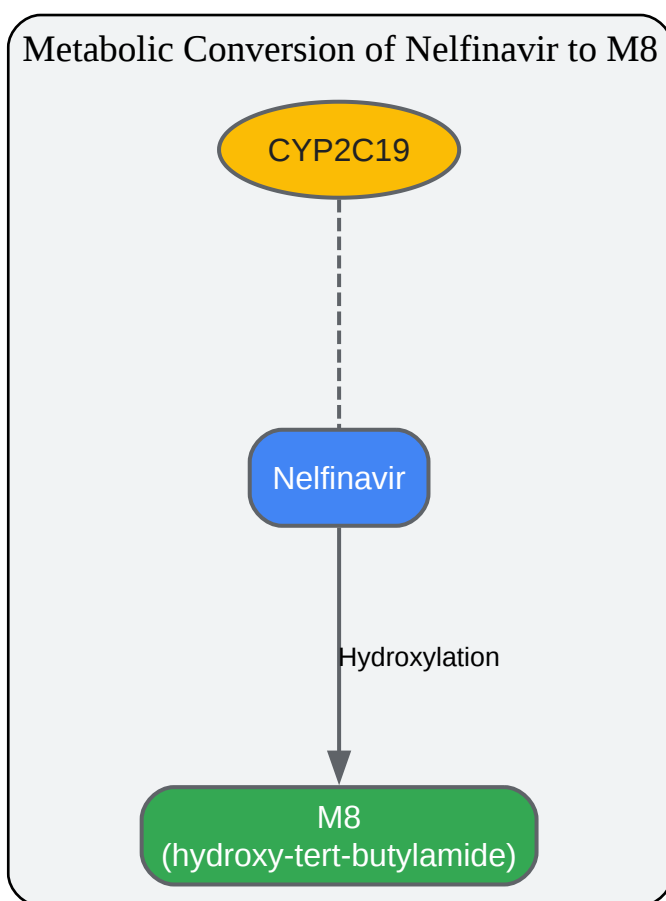 Metabolic Conversion of Nelfinavir to M8
CYP2C19
Nelfinavir
Hydroxylation
M8
(hydroxy-tert-butylamide)